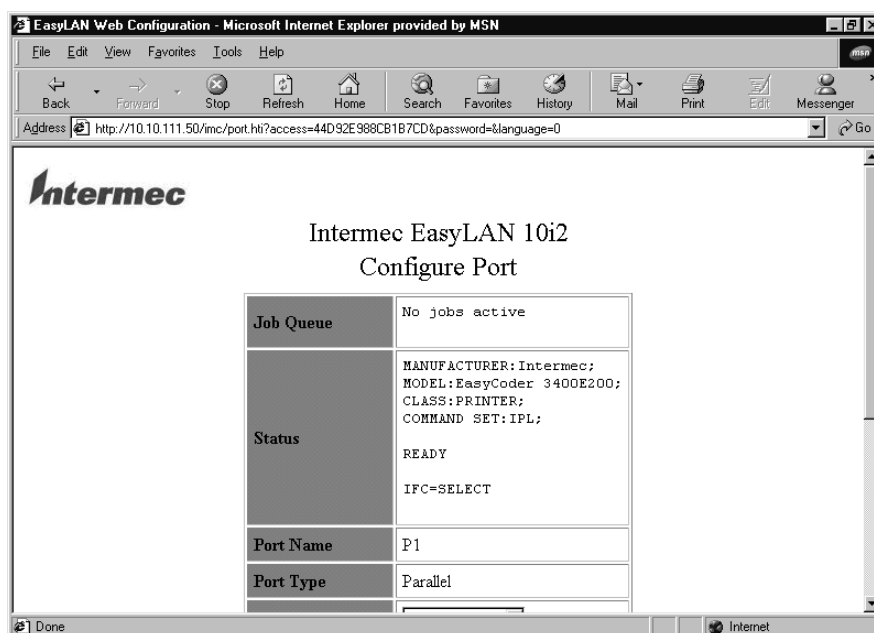 EasyLAN Web Configuration - Microsoft Internet Explorer provided by MSN
File Edit View Favorites Tools Help
msn
Back Forward Stop Refresh Home Search Favorites History Mail Print Edit Messenger
Address http://10.10.111.50/imc/port.hti?access=44D92E988CB1B7CD&password=&language=0 Go
Intermec
Intermec EasyLAN 10i2
Configure Port
Job Queue No jobs active
Status
MANUFACTURER:Intermec;
MODEL:EasyCoder 3400E200;
CLASS:PRINTER;
COMMAND SET:IPL;
READY
IFC=SELECT
Port Name P1
Port Type Parallel
Done Internet